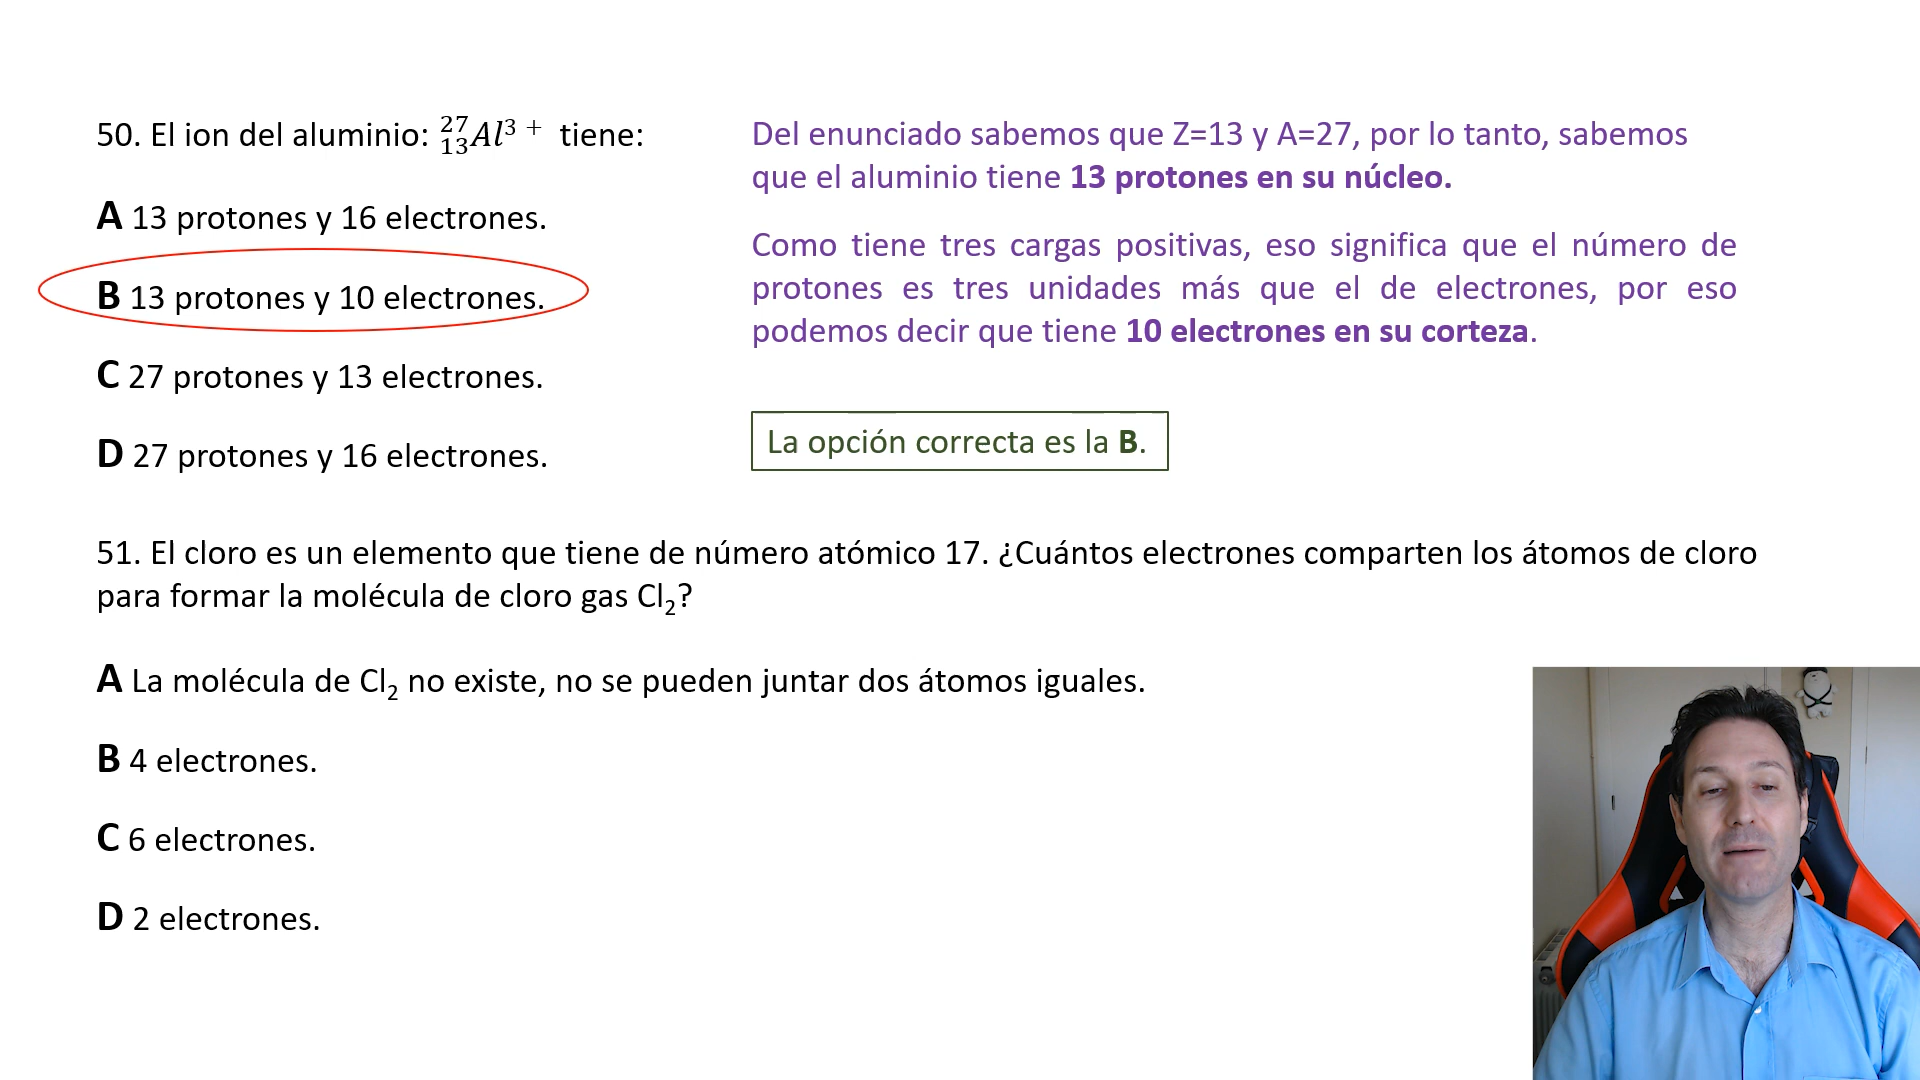 50. El ion del aluminio: ²⁷₁₃Al³⁺ tiene:
A 13 protones y 16 electrones.
B 13 protones y 10 electrones.
C 27 protones y 13 electrones.
D 27 protones y 16 electrones.
Del enunciado sabemos que Z=13 y A=27, por lo tanto, sabemos
que el aluminio tiene 13 protones en su núcleo.
Como tiene tres cargas positivas, eso significa que el número de
protones es tres unidades más que el de electrones, por eso
podemos decir que tiene 10 electrones en su corteza.
La opción correcta es la B.
51. El cloro es un elemento que tiene de número atómico 17. ¿Cuántos electrones comparten los átomos de cloro
para formar la molécula de cloro gas Cl₂?
A La molécula de Cl₂ no existe, no se pueden juntar dos átomos iguales.
B 4 electrones.
C 6 electrones.
D 2 electrones.